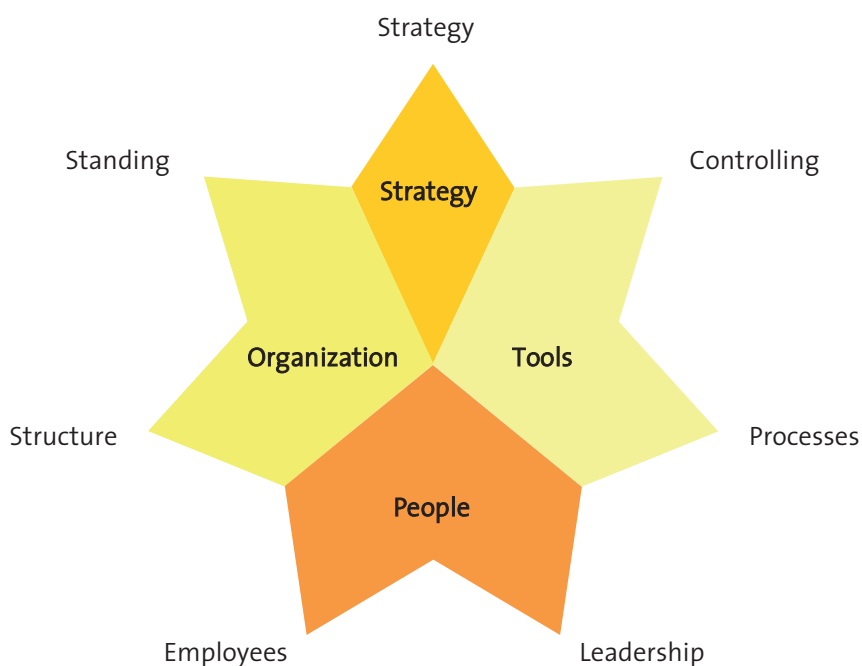 Strategy
Standing
Controlling
Strategy
Organization
Tools
Structure
Processes
People
Employees
Leadership